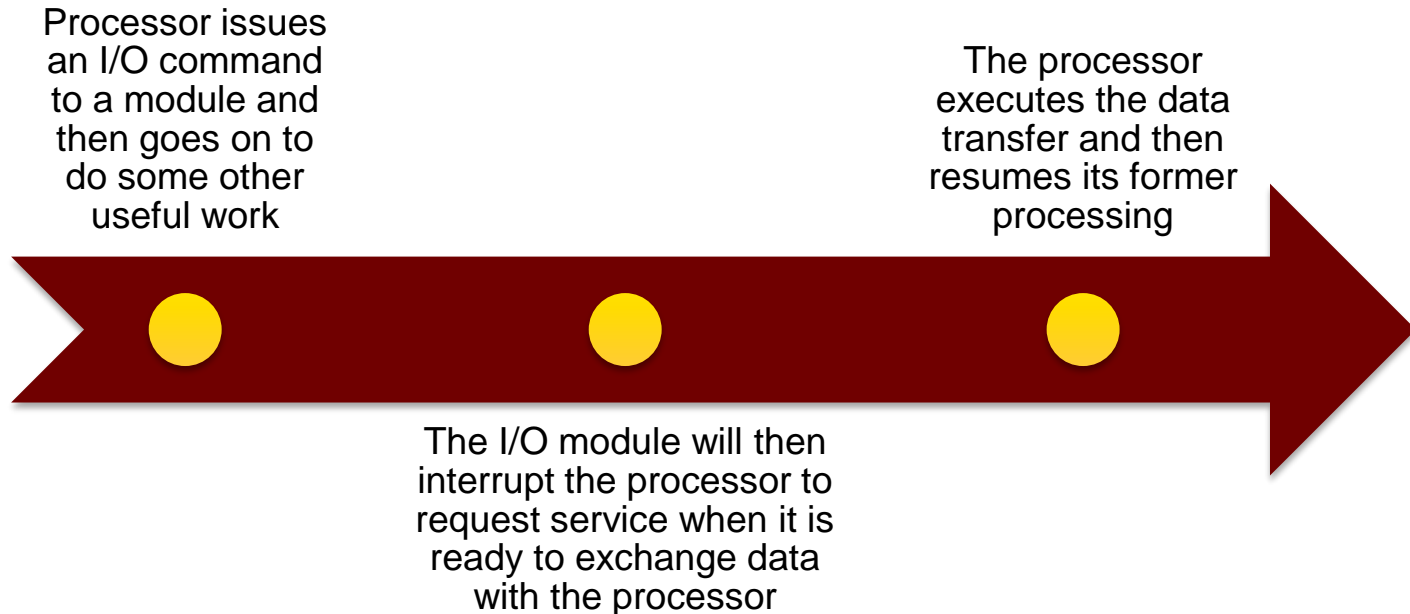 Processor issues
an I/O command
to a module and
then goes on to
do some other
useful work
The I/O module will then
interrupt the processor to
request service when it is
ready to exchange data
with the processor
The processor
executes the data
transfer and then
resumes its former
processing